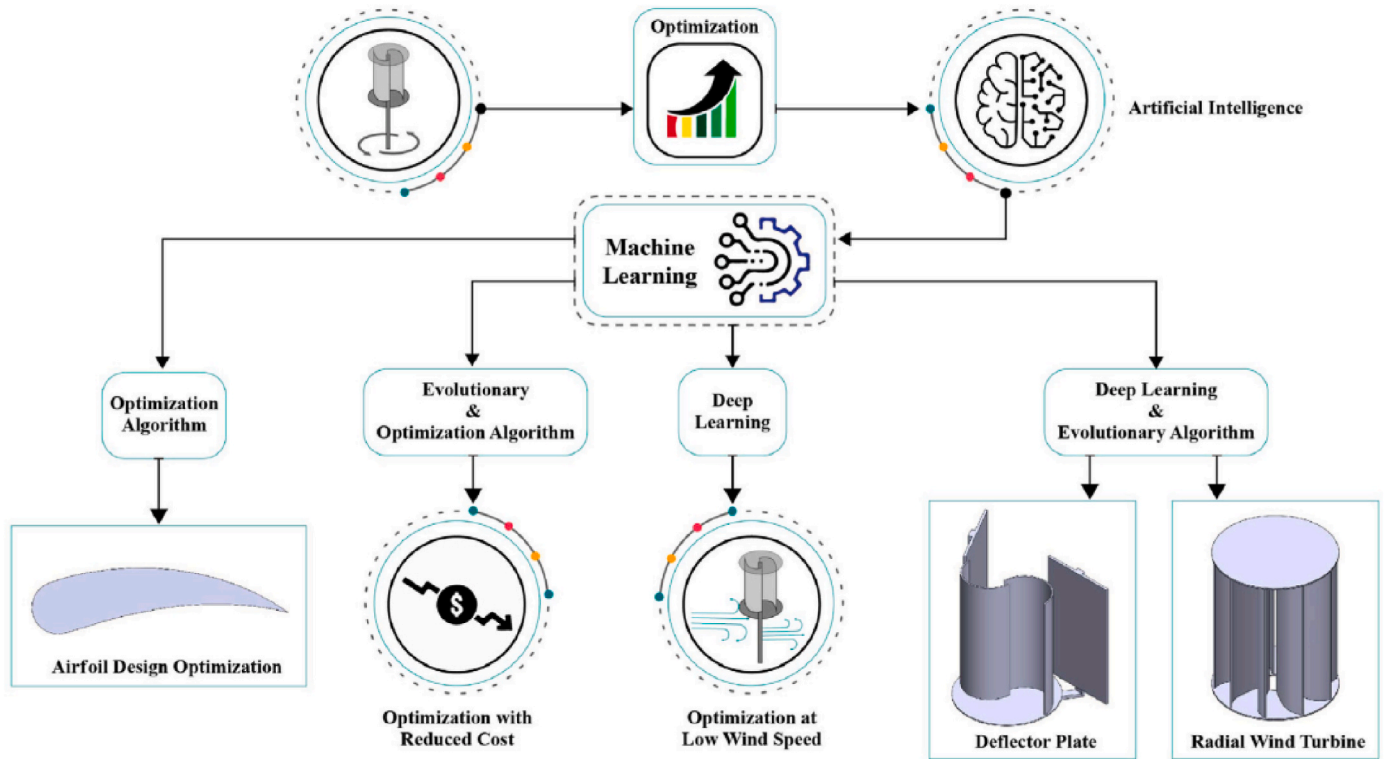 Optimization
Artificial Intelligence
Machine
Learning
Optimization
Algorithm
Evolutionary
&
Optimization Algorithm
Deep
Learning
Deep Learning
&
Evolutionary Algorithm
$
Airfoil Design Optimization
Optimization with
Reduced Cost
Optimization at
Low Wind Speed
Deflector Plate
Radial Wind Turbine